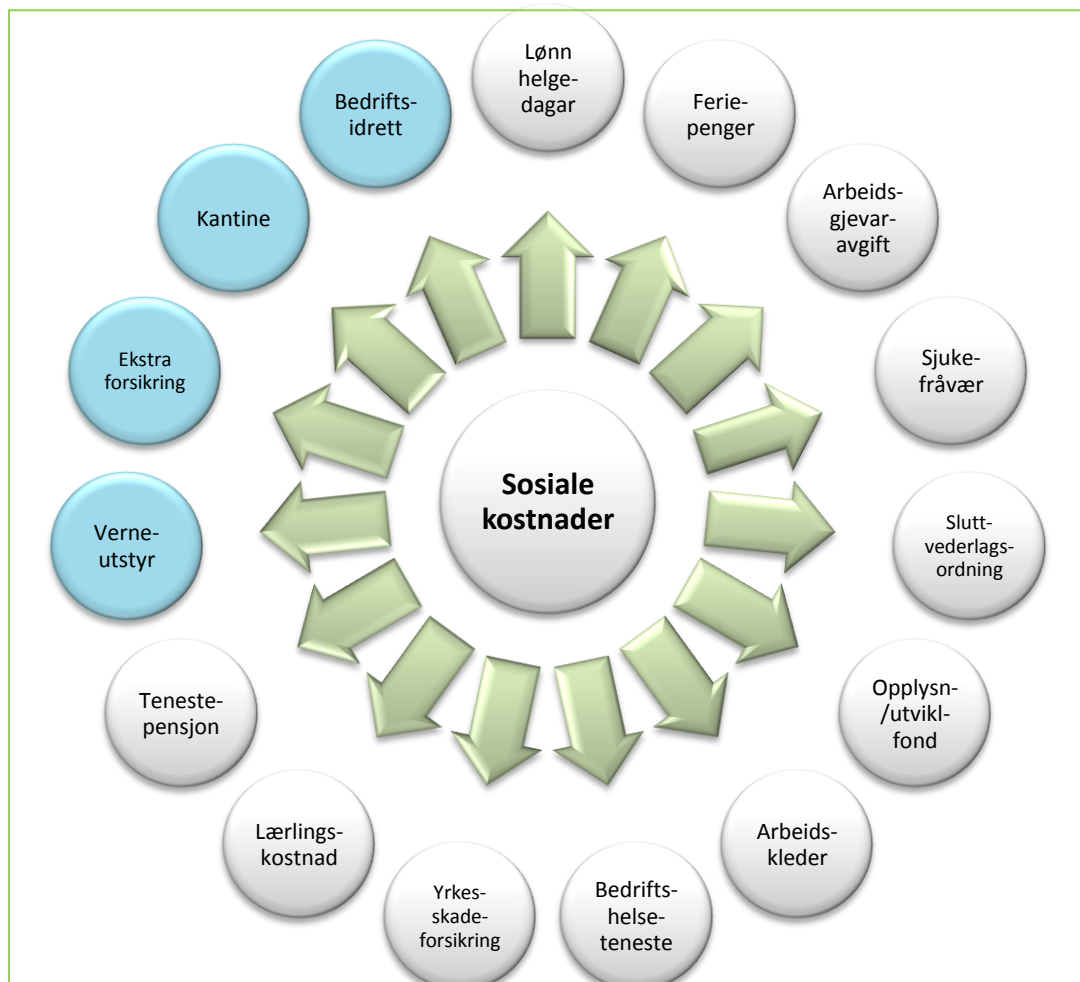 Lønn
helge-
dagar
Ferie-
penger
Arbeids-
gjevar-
avgift
Sjuke-
fråvær
Slutt-
vederlags-
ordning
Opplysn-
/utvikl-
fond
Arbeids-
kleder
Bedrifts-
helse-
teneste
Yrkes-
skade-
forsikring
Lærlings-
kostnad
Teneste-
pensjon
Verne-
utstyr
Ekstra
forsikring
Kantine
Bedrifts-
idrett
Sosiale
kostnader